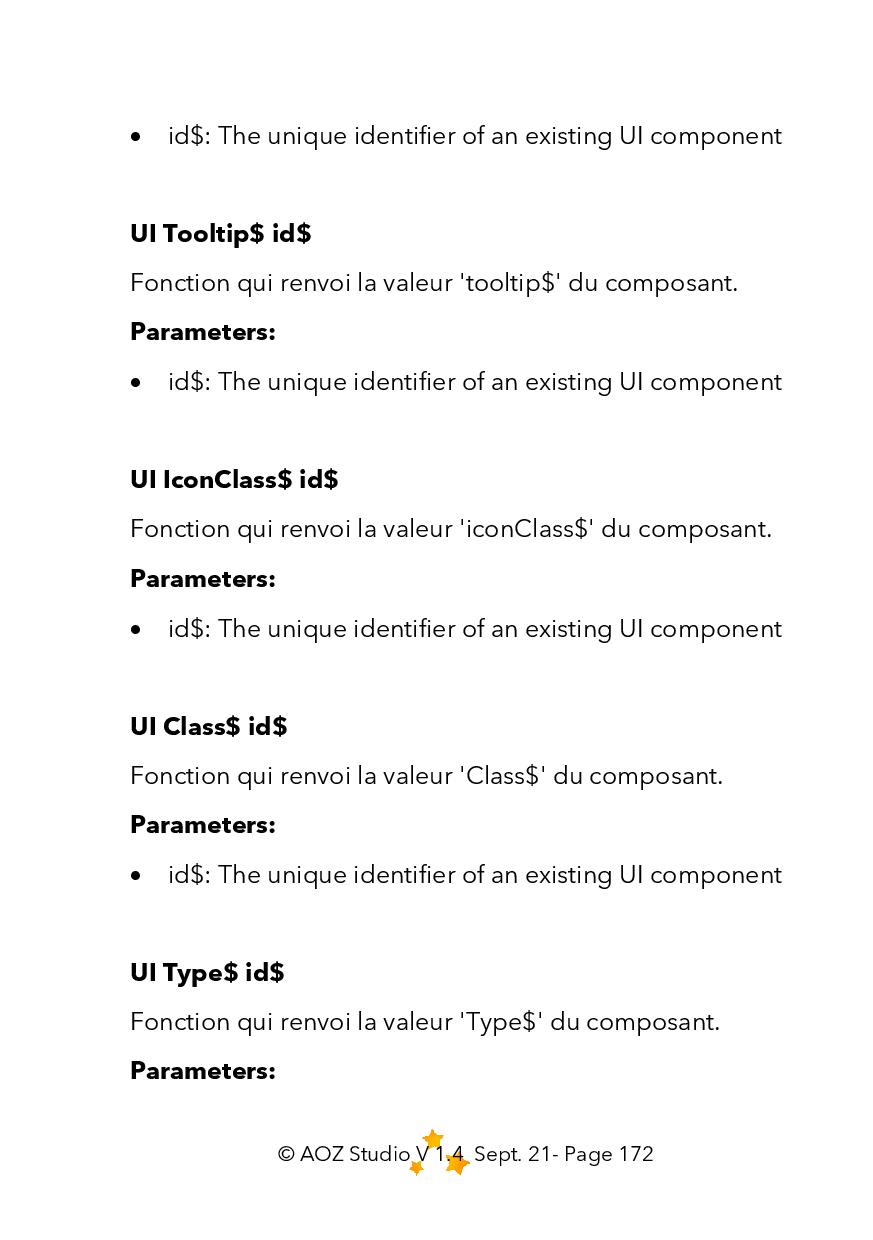 • id$: The unique identifier of an existing UI component
UI Tooltip$ id$
Fonction qui renvoi la valeur 'tooltip$' du composant.
Parameters:
• id$: The unique identifier of an existing UI component
UI IconClass$ id$
Fonction qui renvoi la valeur 'iconClass$' du composant.
Parameters:
• id$: The unique identifier of an existing UI component
UI Class$ id$
Fonction qui renvoi la valeur 'Class$' du composant.
Parameters:
• id$: The unique identifier of an existing UI component
UI Type$ id$
Fonction qui renvoi la valeur 'Type$' du composant.
Parameters:
© AOZ Studio V 1.4 Sept. 21- Page 172